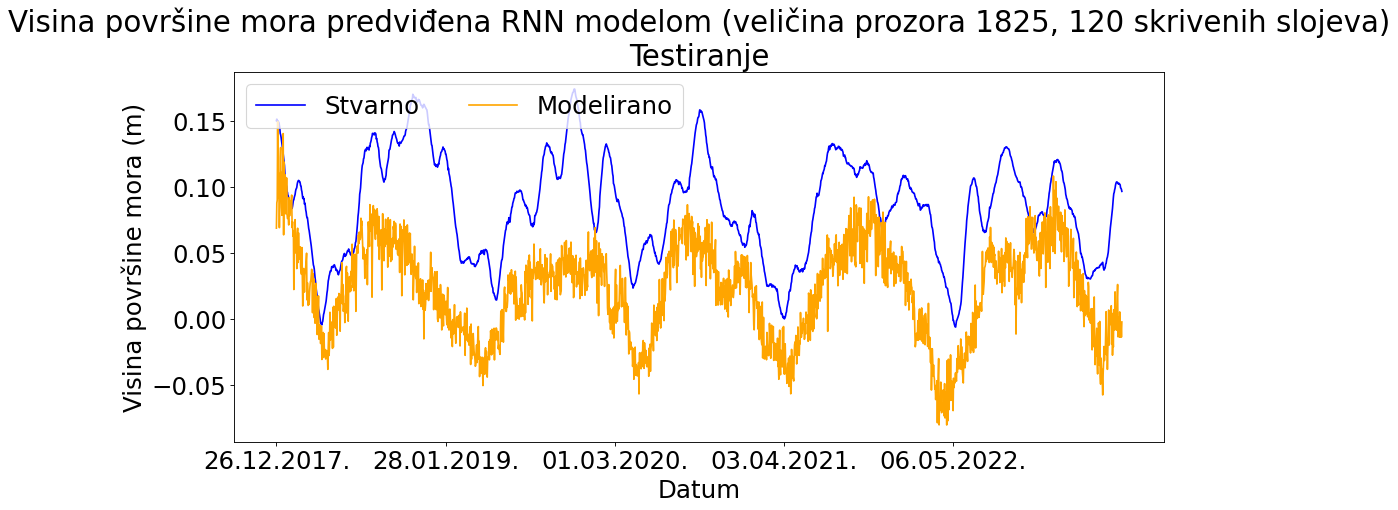 Visina površine mora predviđena RNN modelom (veličina prozora 1825, 120 skrivenih slojeva)
Testiranje
Stvarno Modelirano
Visina površine mora (m)
0.15
0.10
0.05
0.00
−0.05
26.12.2017. 28.01.2019. 01.03.2020. 03.04.2021. 06.05.2022.
Datum